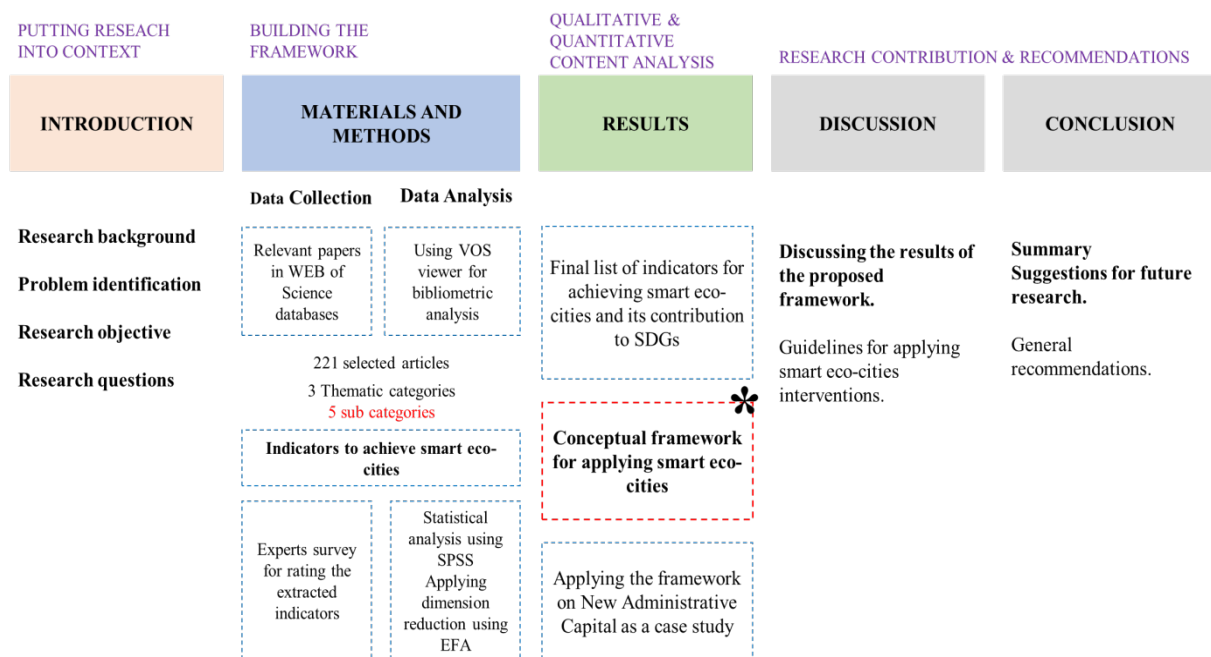 PUTTING RESEACH
INTO CONTEXT
BUILDING THE
FRAMEWORK
QUALITATIVE &
QUANTITATIVE
CONTENT ANALYSIS
RESEARCH CONTRIBUTION & RECOMMENDATIONS
INTRODUCTION
MATERIALS AND
METHODS
RESULTS
DISCUSSION
CONCLUSION
Research background
Problem identification
Research objective
Research questions
Data Collection
Data Analysis
Relevant papers
in WEB of
Science
databases
Using VOS
viewer for
bibliometric
analysis
221 selected articles
3 Thematic categories
5 sub categories
Indicators to achieve smart eco-
cities
Experts survey
for rating the
extracted
indicators
Statistical
analysis using
SPSS
Applying
dimension
reduction using
EFA
Final list of indicators for
achieving smart eco-
cities and its contribution
to SDGs
*
Conceptual framework
for applying smart eco-
cities
Applying the framework
on New Administrative
Capital as a case study
Discussing the results of
the proposed
framework.
Guidelines for applying
smart eco-cities
interventions.
Summary
Suggestions for future
research.
General
recommendations.